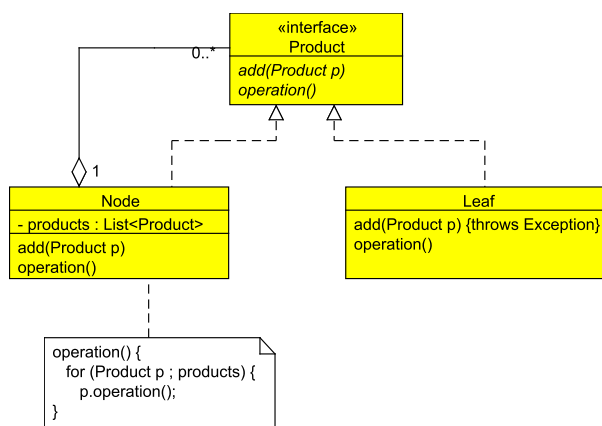 «interface»
Product
0..*
add(Product p)
operation()
1
Node
- products : List<Product>
add(Product p)
operation()
Leaf
add(Product p) {throws Exception}
operation()
operation() {
for (Product p ; products) {
p.operation();
}